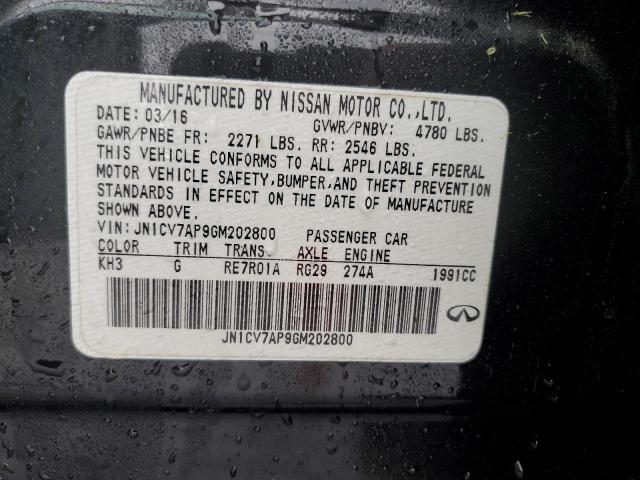 MANUFACTURED BY NISSAN MOTOR CO.,LTD.
DATE: 03/16 GVWR/PNBV: 4780 LBS.
GAWR/PNBE FR: 2271 LBS. RR: 2546 LBS.
THIS VEHICLE CONFORMS TO ALL APPLICABLE FEDERAL
MOTOR VEHICLE SAFETY,BUMPER,AND THEFT PREVENTION
STANDARDS IN EFFECT ON THE DATE OF MANUFACTURE
SHOWN ABOVE.
VIN:JN1CV7AP9GM202800 PASSENGER CAR
COLOR TRIM TRANS. AXLE ENGINE
KH3 G RE7R01A RG29 274A 1991CC
JN1CV7AP9GM202800